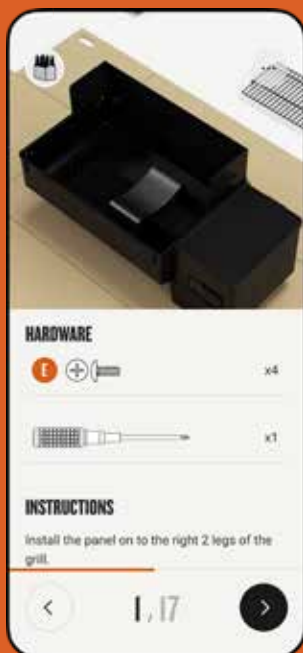 HARDWARE
E x4
x1
INSTRUCTIONS
Install the panel on to the right 2 legs of the
grill.
1 / 17